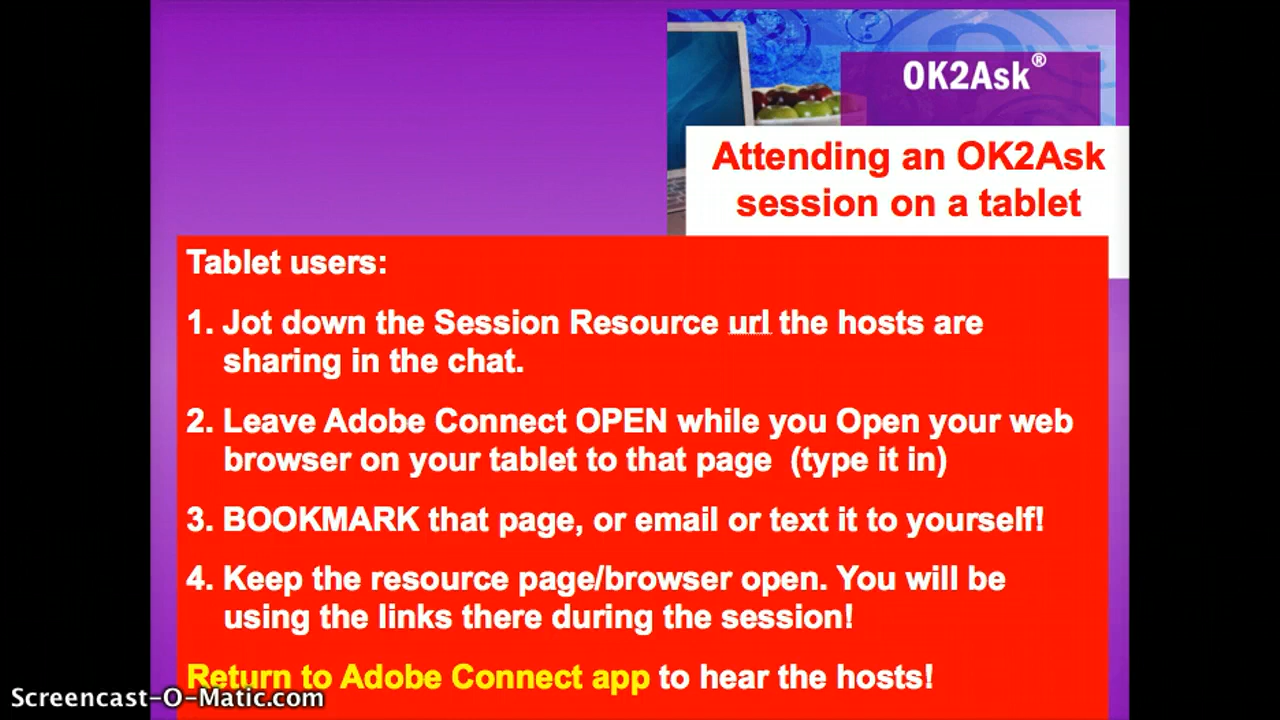 OK2Ask®
Attending an OK2Ask
session on a tablet
Tablet users:
1. Jot down the Session Resource url the hosts are
sharing in the chat.
2. Leave Adobe Connect OPEN while you Open your web
browser on your tablet to that page (type it in)
3. BOOKMARK that page, or email or text it to yourself!
4. Keep the resource page/browser open. You will be
using the links there during the session!
Return to Adobe Connect app to hear the hosts!
Screencast-O-Matic.com